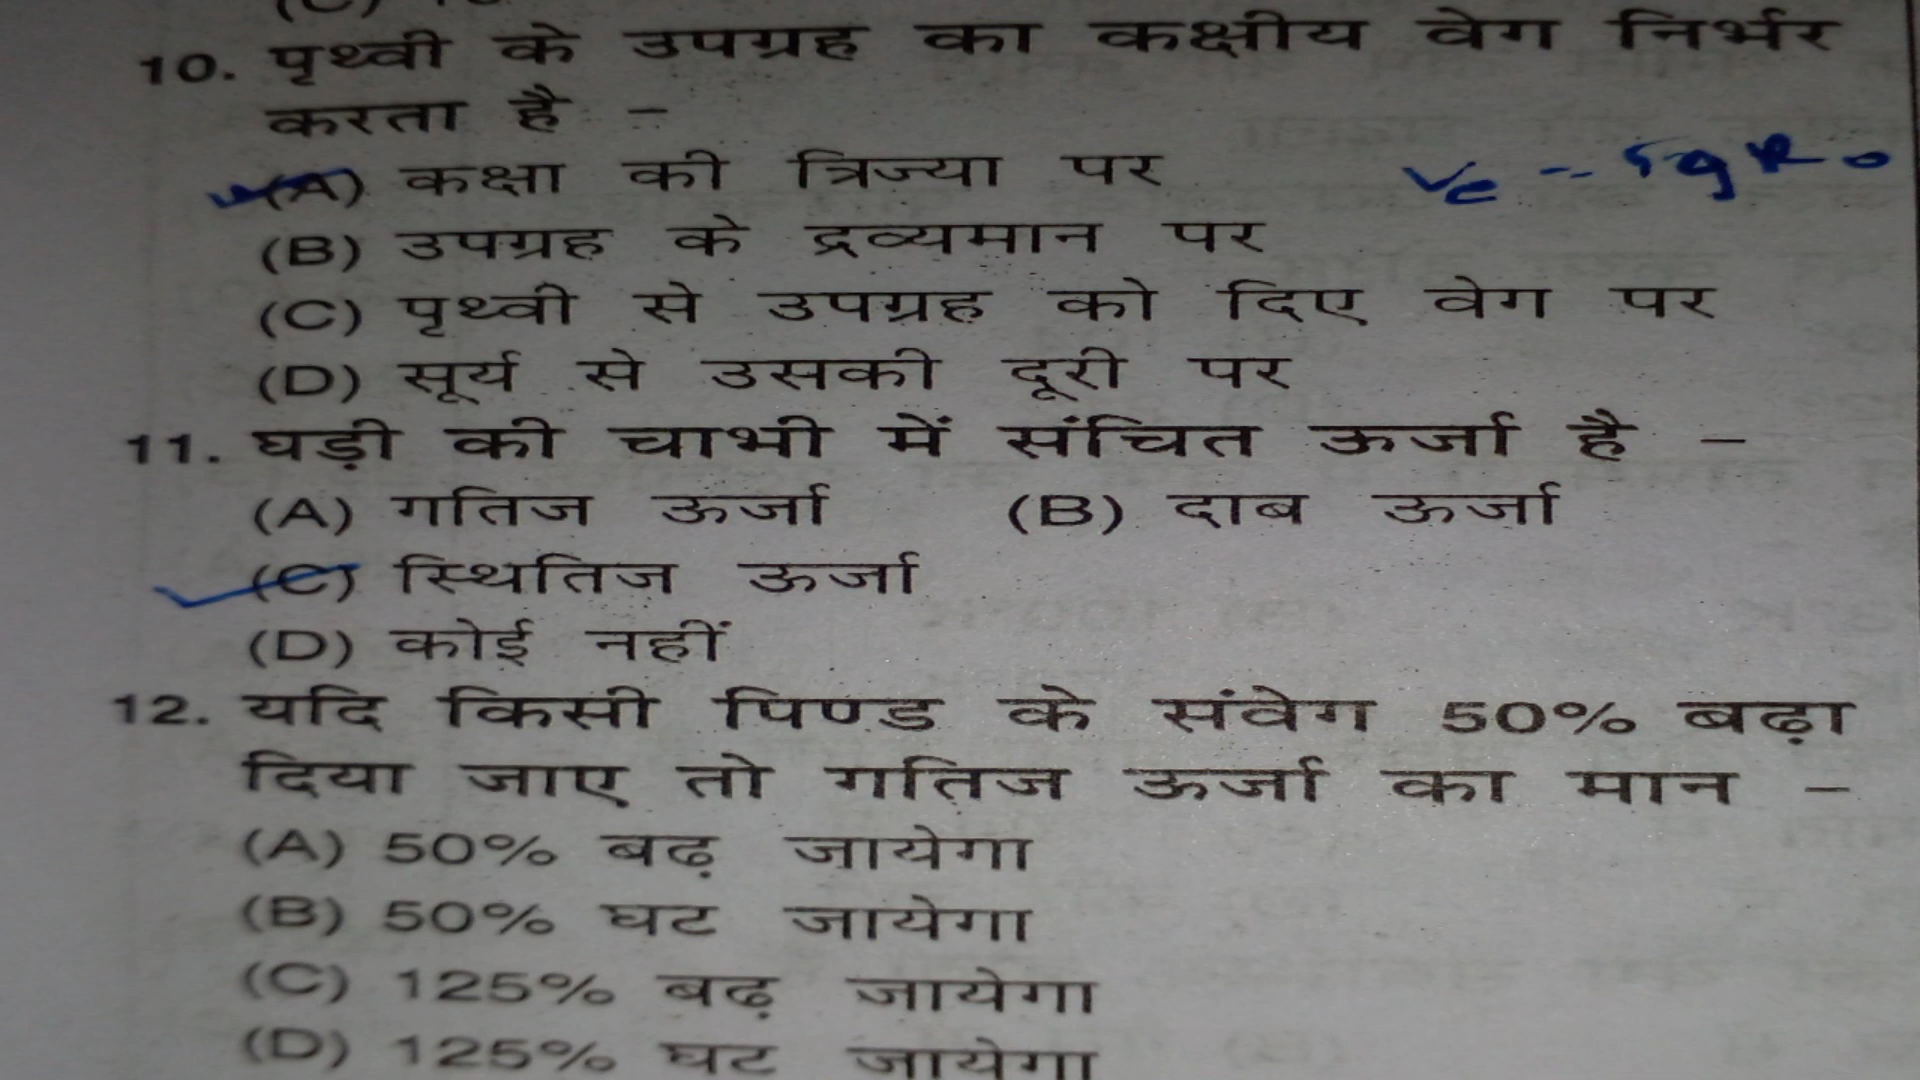 10. पृथ्वी के उपग्रह का कक्षीय वेग निर्भर
करता है -
(A) कक्षा की त्रिज्या पर
(B) उपग्रह के द्रव्यमान पर
(C) पृथ्वी से उपग्रह को दिए वेग पर
(D) सूर्य से उसकी दूरी पर
11. घड़ी की चाभी में संचित ऊर्जा है -
(A) गतिज ऊर्जा (B) दाब ऊर्जा
(C) स्थितिज ऊर्जा
(D) कोई नहीं
12. यदि किसी पिण्ड के संवेग 50% बढ़ा
दिया जाए तो गतिज ऊर्जा का मान -
(A) 50% बढ़ जायेगा
(B) 50% घट जायेगा
(C) 125% बढ़ जायेगा
(D) 125% घट जायेगा